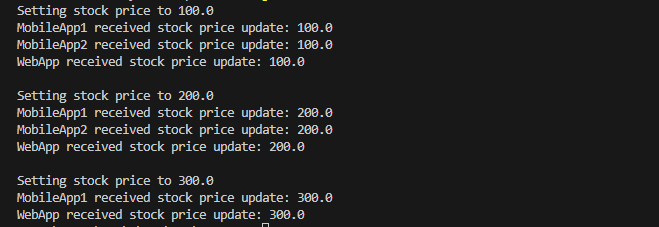 Setting stock price to 100.0
MobileApp1 received stock price update: 100.0
MobileApp2 received stock price update: 100.0
WebApp received stock price update: 100.0
Setting stock price to 200.0
MobileApp1 received stock price update: 200.0
MobileApp2 received stock price update: 200.0
WebApp received stock price update: 200.0
Setting stock price to 300.0
MobileApp1 received stock price update: 300.0
WebApp received stock price update: 300.0